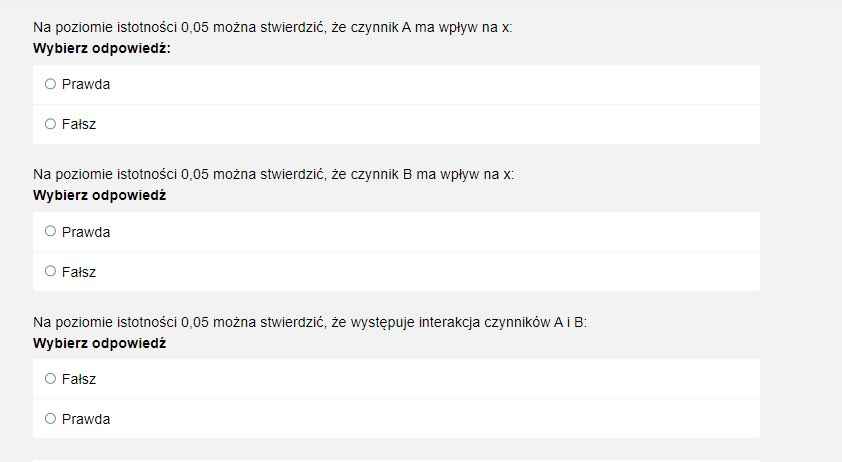 Na poziomie istotności 0,05 można stwierdzić, że czynnik A ma wpływ na x:
Wybierz odpowiedź:
Prawda
Fałsz
Na poziomie istotności 0,05 można stwierdzić, że czynnik B ma wpływ na x:
Wybierz odpowiedź
Prawda
Fałsz
Na poziomie istotności 0,05 można stwierdzić, że występuje interakcja czynników A i B:
Wybierz odpowiedź
Fałsz
Prawda